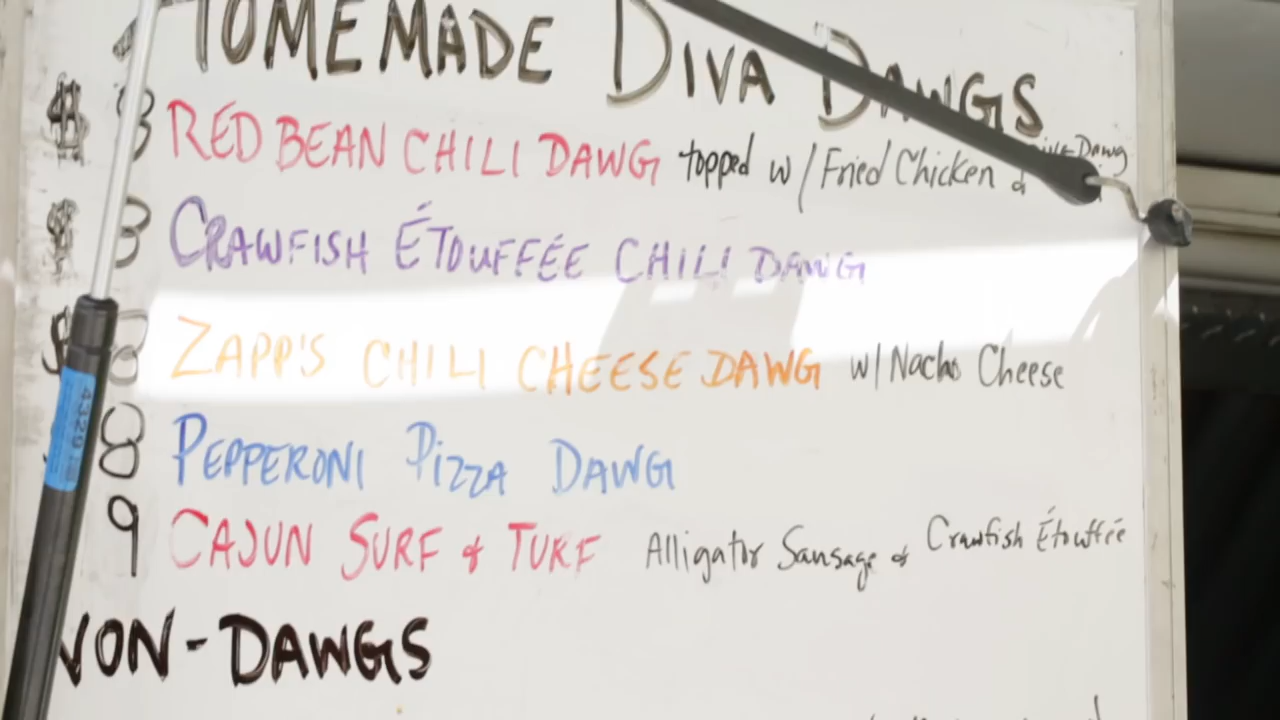 HOMEMADE DIVA DAWGS
$ 8 RED BEAN CHILI DAWG topped w/ Fried Chicken &
$ 8 CRAWFISH ÉTOUFFÉE CHILI DAWG
$ 8 ZAPP'S CHILI CHEESE DAWG w/ Nacho Cheese
8 PEPPERONI PIZZA DAWG
9 CAJUN SURF & TURF Alligator Sausage & Crawfish Étouffée
NON-DAWGS